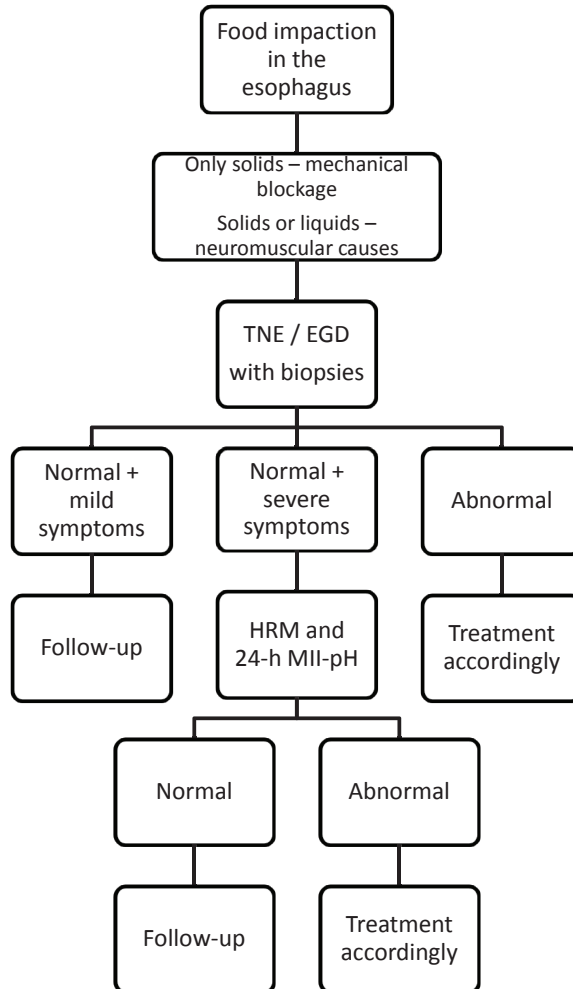 Food impaction
in the
esophagus
Only solids – mechanical
blockage
Solids or liquids –
neuromuscular causes
TNE / EGD
with biopsies
Normal +
mild
symptoms
Normal +
severe
symptoms
Abnormal
Follow-up
HRM and
24-h MII-pH
Treatment
accordingly
Normal
Abnormal
Follow-up
Treatment
accordingly